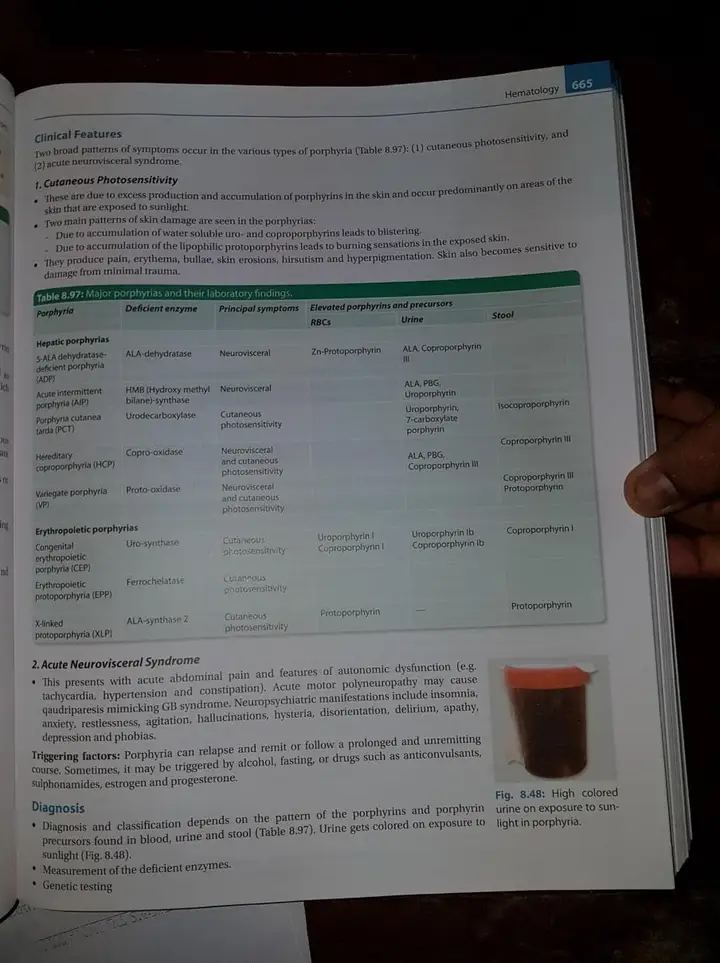 Hematology 665
Clinical Features
Two broad patterns of symptoms occur in the various types of porphyria (Table 8.97): (1) cutaneous photosensitivity, and
(2) acute neurovisceral syndrome.
1. Cutaneous Photosensitivity
• These are due to excess production and accumulation of porphyrins in the skin and occur predominantly on areas of the
skin that are exposed to sunlight.
• Two main patterns of skin damage are seen in the porphyrias:
- Due to accumulation of water soluble uro- and coproporphyrins leads to blistering.
- Due to accumulation of the lipophilic protoporphyrins leads to burning sensations in the exposed skin.
• They produce pain, erythema, bullae, skin erosions, hirsutism and hyperpigmentation. Skin also becomes sensitive to
damage from minimal trauma.
Table 8.97: Major porphyrias and their laboratory findings.
Porphyria Deficient enzyme Principal symptoms Elevated porphyrins and precursors
RBCs Urine Stool
Hepatic porphyrias
5-ALA dehydratase- ALA-dehydratase Neurovisceral Zn-Protoporphyrin ALA, Coproporphyrin
deficient porphyria III
(ADP)
Acute intermittent HMB (Hydroxy methyl Neurovisceral ALA, PBG,
porphyria (AIP) bilane)-synthase Uroporphyrin
Porphyria cutanea Urodecarboxylase Cutaneous Uroporphyrin, Isocoproporphyrin
tarda (PCT) photosensitivity 7-carboxylate
porphyrin
Hereditary Copro-oxidase Neurovisceral ALA, PBG, Coproporphyrin III
coproporphyria (HCP) and cutaneous Coproporphyrin III
photosensitivity
Variegate porphyria Proto-oxidase Neurovisceral Coproporphyrin III
(VP) and cutaneous Protoporphyrin
photosensitivity
Erythropoietic porphyrias
Congenital Uro-synthase Cutaneous Uroporphyrin I Uroporphyrin Ib Coproporphyrin I
erythropoietic photosensitivity Coproporphyrin I Coproporphyrin Ib
porphyria (CEP)
Erythropoietic Ferrochelatase Cutaneous
protoporphyria (EPP) photosensitivity
X-linked ALA-synthase 2 Cutaneous Protoporphyrin — Protoporphyrin
protoporphyria (XLP) photosensitivity
2. Acute Neurovisceral Syndrome
• This presents with acute abdominal pain and features of autonomic dysfunction (e.g.
tachycardia, hypertension and constipation). Acute motor polyneuropathy may cause
qaudriparesis mimicking GB syndrome. Neuropsychiatric manifestations include insomnia,
anxiety, restlessness, agitation, hallucinations, hysteria, disorientation, delirium, apathy,
depression and phobias.
Triggering factors: Porphyria can relapse and remit or follow a prolonged and unremitting
course. Sometimes, it may be triggered by alcohol, fasting, or drugs such as anticonvulsants,
sulphonamides, estrogen and progesterone.
Diagnosis
• Diagnosis and classification depends on the pattern of the porphyrins and porphyrin
precursors found in blood, urine and stool (Table 8.97). Urine gets colored on exposure to
sunlight (Fig. 8.48).
• Measurement of the deficient enzymes.
• Genetic testing
Fig. 8.48: High colored
urine on exposure to sun-
light in porphyria.